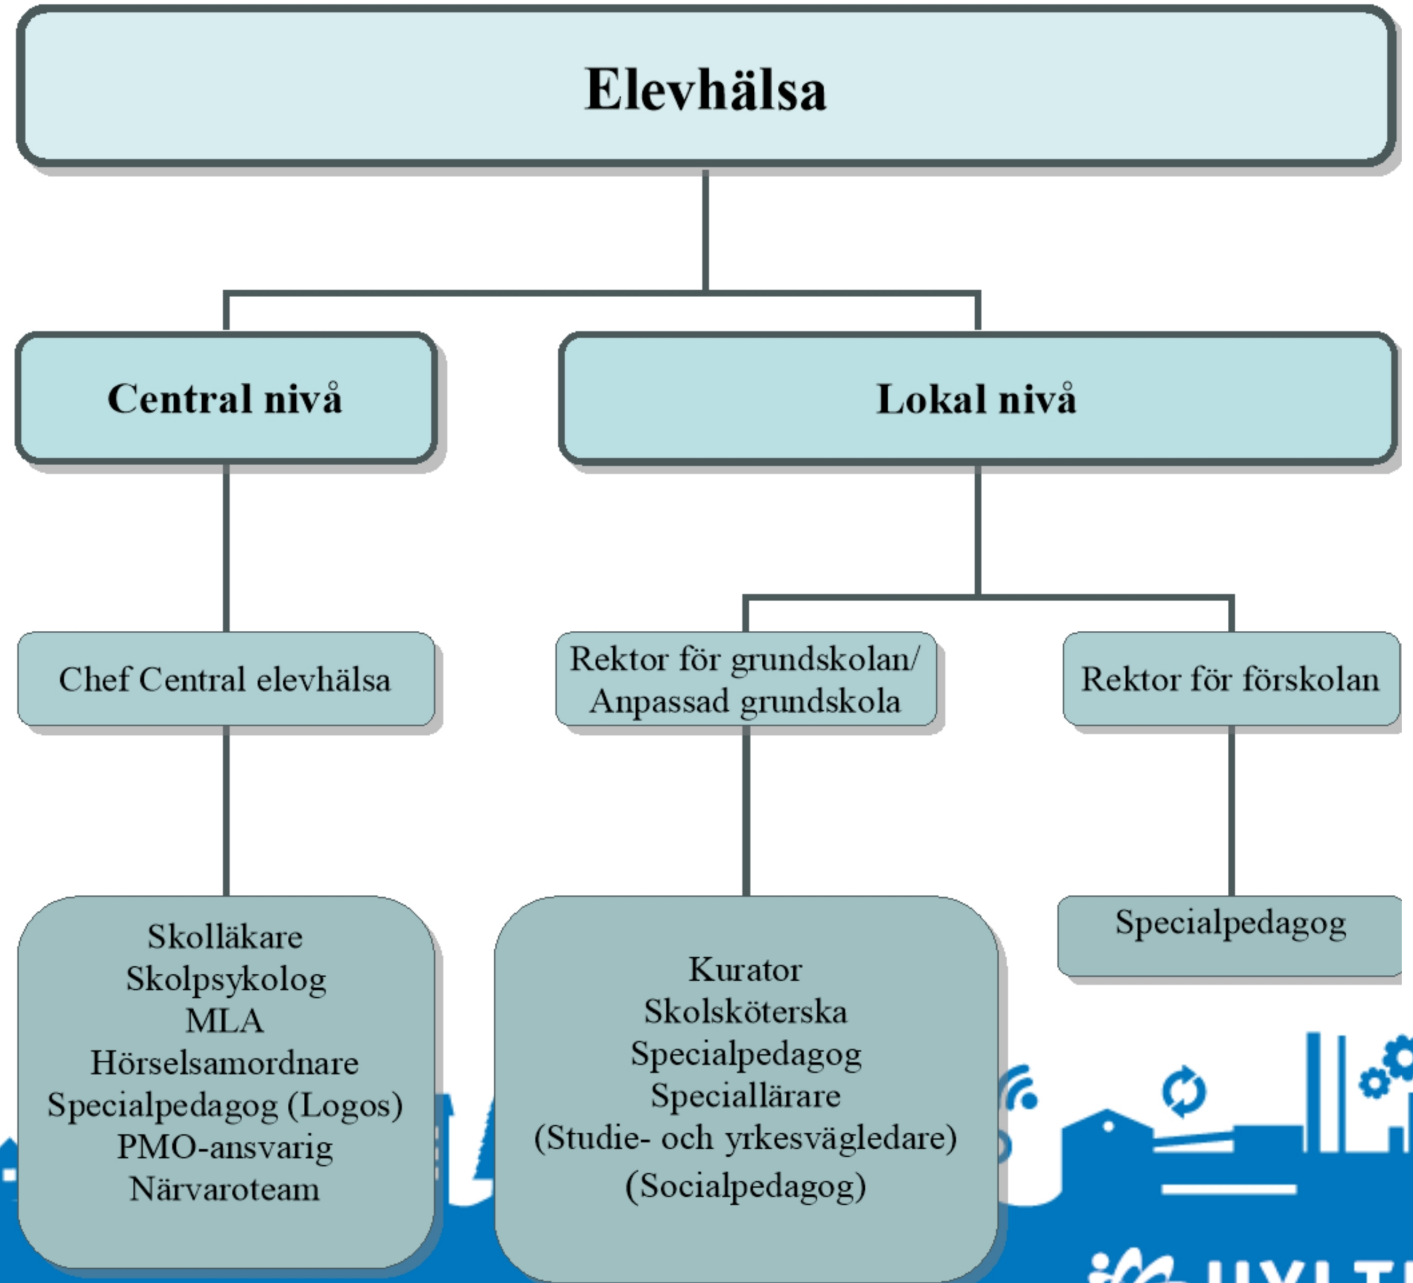 Elevhälsa
Central nivå
Lokal nivå
Chef Central elevhälsa
Rektor för grundskolan/
Anpassad grundskola
Rektor för förskolan
Skolläkare
Skolpsykolog
MLA
Hörselsamordnare
Specialpedagog (Logos)
PMO-ansvarig
Närvaroteam
Kurator
Skolsköterska
Specialpedagog
Speciallärare
(Studie- och yrkesvägledare)
(Socialpedagog)
Specialpedagog